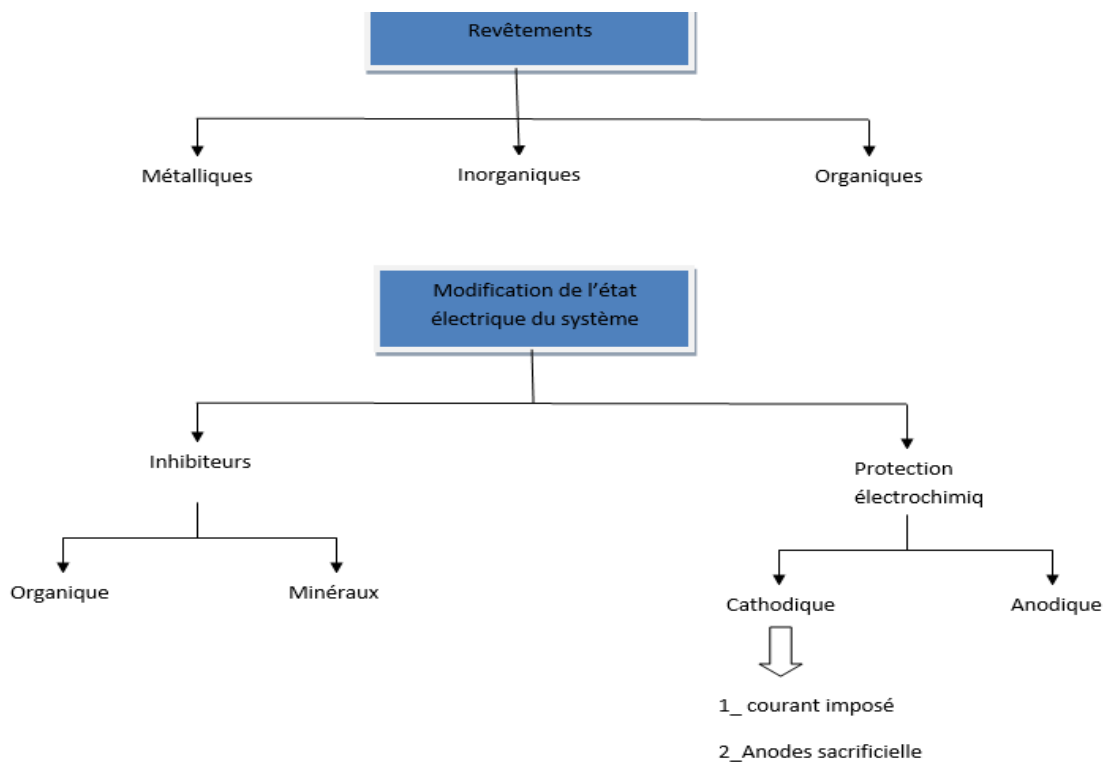 Revêtements
Métalliques
Inorganiques
Organiques
Modification de l'état
électrique du système
Inhibiteurs
Protection
électrochimiq
Organique
Minéraux
Cathodique
Anodique
1_ courant imposé
2_Anodes sacrificielle